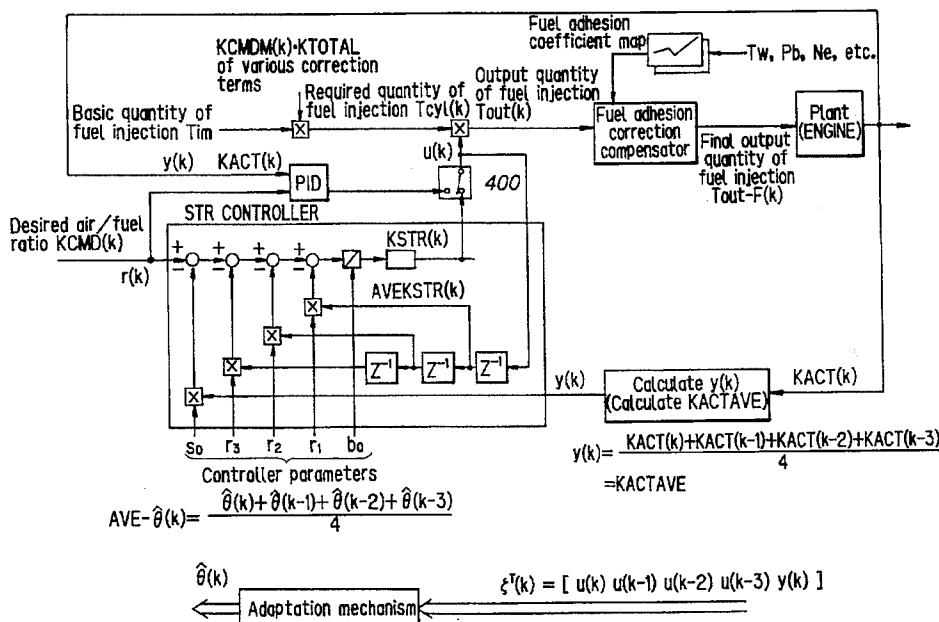 KCMDM(k)·KTOTAL
of various correction
terms
Fuel adhesion
coefficient map
Tw, Pb, Ne, etc.
Basic quantity of
fuel injection Tim
Required quantity of
fuel injection Tcyl(k)
Output quantity
of fuel injection
Tout(k)
Fuel adhesion
correction
compensator
Final output
quantity of
fuel injection
Tout-F(k)
Plant
(ENGINE)
y(k) KACT(k)
PID
u(k)
400
Desired air/fuel
ratio KCMD(k)
r(k)
STR CONTROLLER
+
−
+
−
+
−
+
−
KSTR(k)
AVEKSTR(k)
X
X
X
X
X
X
Z⁻¹
Z⁻¹
Z⁻¹
y(k)
Calculate y(k)
(Calculate KACTAVE)
KACT(k)
s₀ r₃ r₂ r₁ b₀
Controller parameters
y(k)= KACT(k)+KACT(k-1)+KACT(k-2)+KACT(k-3)
4
=KACTAVE
AVE-θ̂(k)= θ̂(k)+θ̂(k-1)+θ̂(k-2)+θ̂(k-3)
4
θ̂(k)
Adaptation mechanism
ξᵀ(k) = [ u(k) u(k-1) u(k-2) u(k-3) y(k) ]